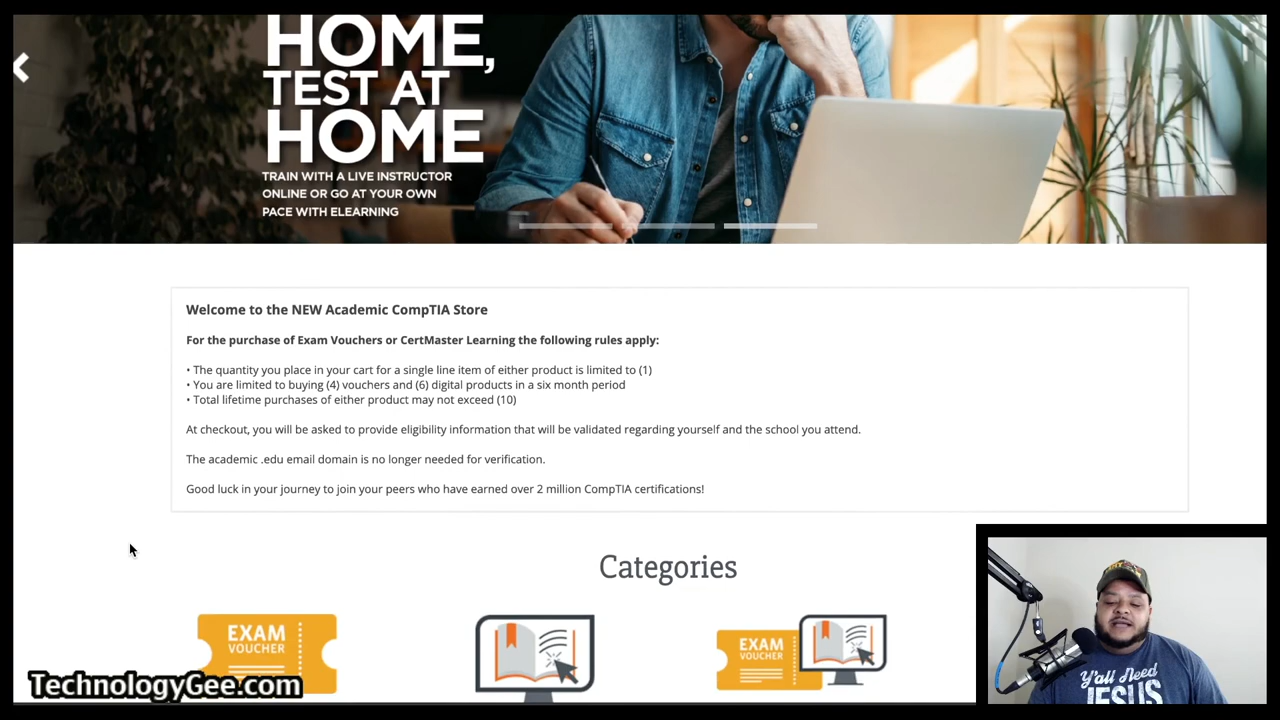 HOME,
TEST AT
HOME
TRAIN WITH A LIVE INSTRUCTOR
ONLINE OR GO AT YOUR OWN
PACE WITH ELEARNING
Welcome to the NEW Academic CompTIA Store
For the purchase of Exam Vouchers or CertMaster Learning the following rules apply:
• The quantity you place in your cart for a single line item of either product is limited to (1)
• You are limited to buying (4) vouchers and (6) digital products in a six month period
• Total lifetime purchases of either product may not exceed (10)
At checkout, you will be asked to provide eligibility information that will be validated regarding yourself and the school you attend.
The academic .edu email domain is no longer needed for verification.
Good luck in your journey to join your peers who have earned over 2 million CompTIA certifications!
Categories
EXAM
VOUCHER
EXAM
VOUCHER
TechnologyGee.com
Y'all Need
JESUS